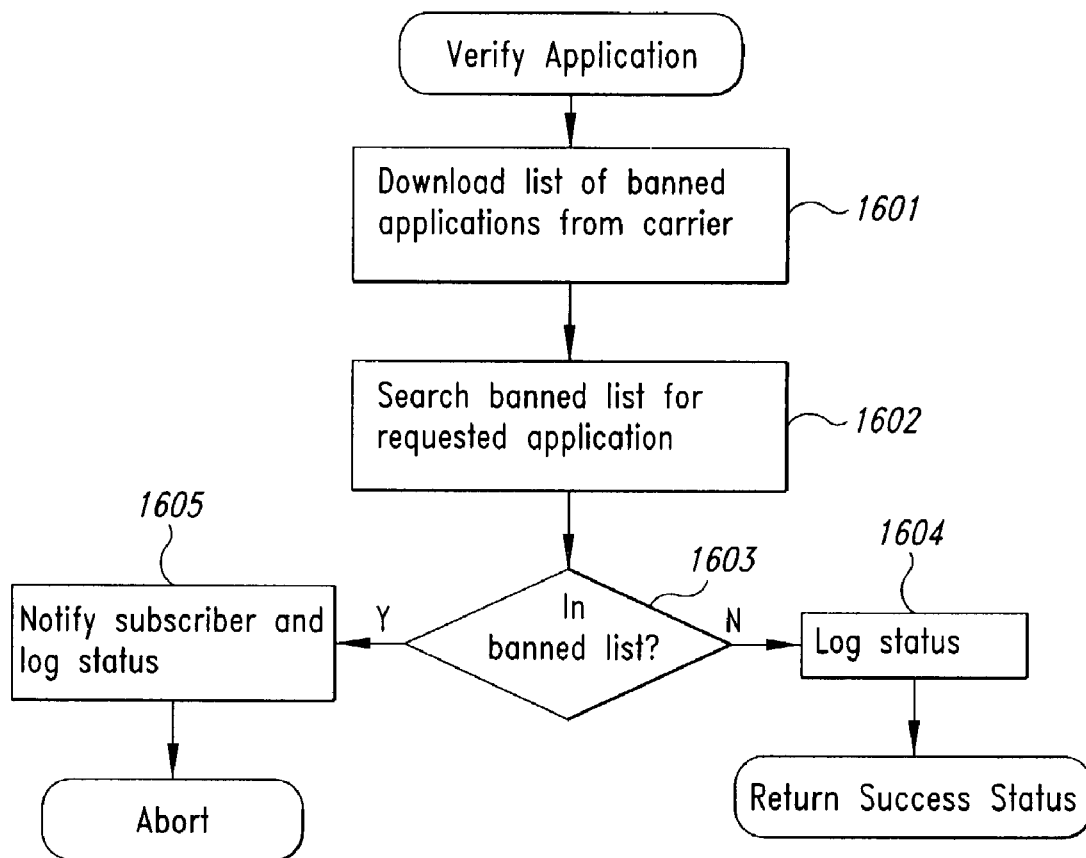 Verify Application
Download list of banned
applications from carrier
1601
Search banned list for
requested application
1602
1605
1603
1604
Notify subscriber and
log status
Y
In
banned list?
N
Log status
Abort
Return Success Status